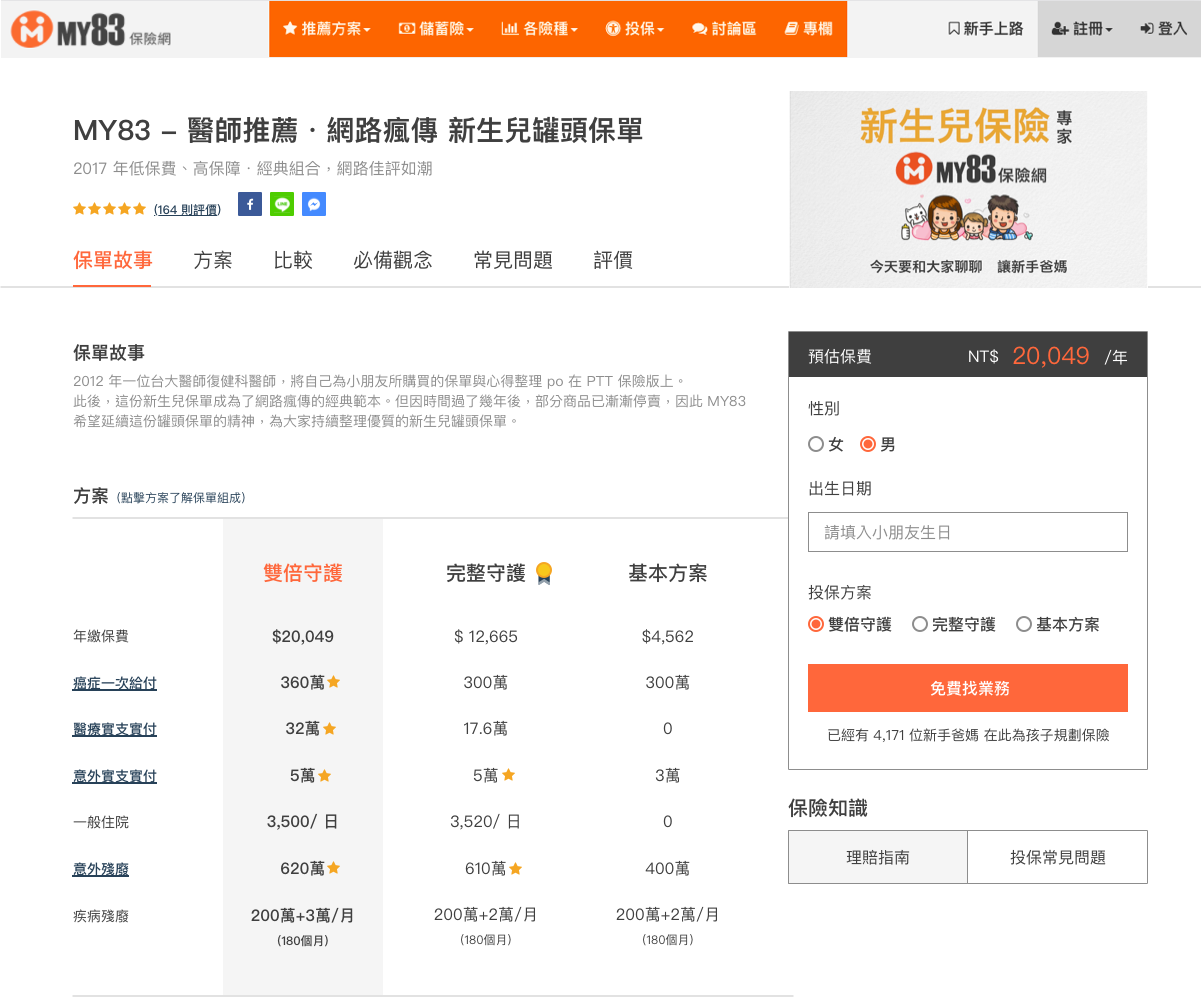 MY83 保險網
推薦方案 儲蓄險 各險種 投保 討論區 專欄
新手上路 註冊 登入
MY83 – 醫師推薦・網路瘋傳 新生兒罐頭保單
2017 年低保費、高保障・經典組合，網路佳評如潮
(164 則評價)
保單故事 方案 比較 必備觀念 常見問題 評價
新生兒保險專家
MY83 保險網
今天要和大家聊聊 讓新手爸媽
保單故事
2012 年一位台大醫師復健科醫師，將自己為小朋友所購買的保單與心得整理 po 在 PTT 保險版上。
此後，這份新生兒保單成為了網路瘋傳的經典範本。但因時間過了幾年後，部分商品已漸漸停賣，因此 MY83
希望延續這份罐頭保單的精神，為大家持續整理優質的新生兒罐頭保單。
方案 (點擊方案了解保單組成)
雙倍守護 完整守護 基本方案
年繳保費 $20,049 $ 12,665 $4,562
癌症一次給付 360萬 300萬 300萬
醫療實支實付 32萬 17.6萬 0
意外實支實付 5萬 5萬 3萬
一般住院 3,500/ 日 3,520/ 日 0
意外殘廢 620萬 610萬 400萬
疾病殘廢 200萬+3萬/月 200萬+2萬/月 200萬+2萬/月
(180個月) (180個月) (180個月)
預估保費 NT$ 20,049 /年
性別
女 男
出生日期
請填入小朋友生日
投保方案
雙倍守護 完整守護 基本方案
免費找業務
已經有 4,171 位新手爸媽 在此為孩子規劃保險
保險知識
理賠指南 投保常見問題